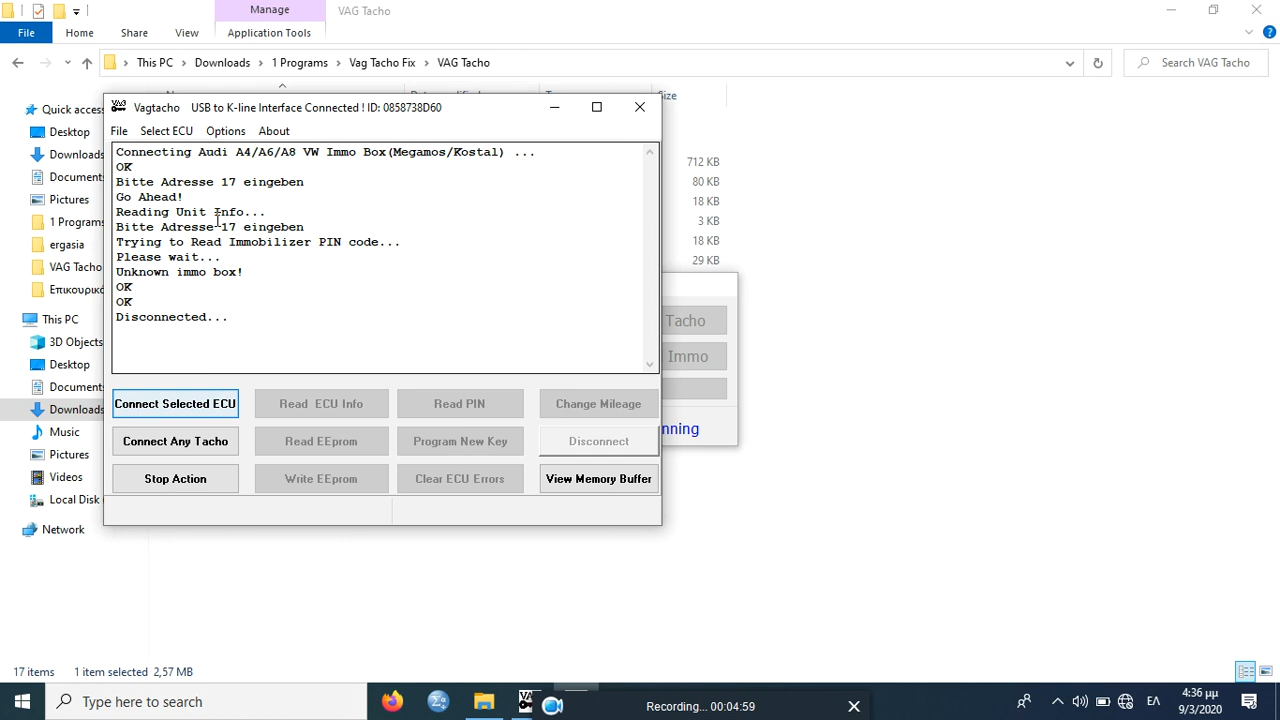 Manage
VAG Tacho
File
Home
Share
View
Application Tools
This PC
Downloads
1 Programs
Vag Tacho Fix
VAG Tacho
Search VAG Tacho
Size
Quick access
Desktop
Downloads
Documents
Pictures
1 Programs
ergasia
VAG Tacho
This PC
3D Objects
Desktop
Documents
Downloads
Music
Pictures
Videos
Local Disk
Network
Vagtacho USB to K-line Interface Connected ! ID: 0858738D60
File
Select ECU
Options
About
Connecting Audi A4/A6/A8 VW Immo Box(Megamos/Kostal) ...
OK
Bitte Adresse 17 eingeben
Go Ahead!
Reading Unit Info...
Bitte Adresse 17 eingeben
Trying to Read Immobilizer PIN code...
Please wait...
Unknown immo box!
OK
OK
Disconnected...
Connect Selected ECU
Read ECU Info
Read PIN
Change Mileage
Connect Any Tacho
Read EEprom
Program New Key
Disconnect
Stop Action
Write EEprom
Clear ECU Errors
View Memory Buffer
712 KB
80 KB
18 KB
3 KB
18 KB
29 KB
Tacho
Immo
nning
17 items
1 item selected 2,57 MB
Type here to search
Recording... 00:04:59
ΕΛ
4:36 μμ
9/3/2020